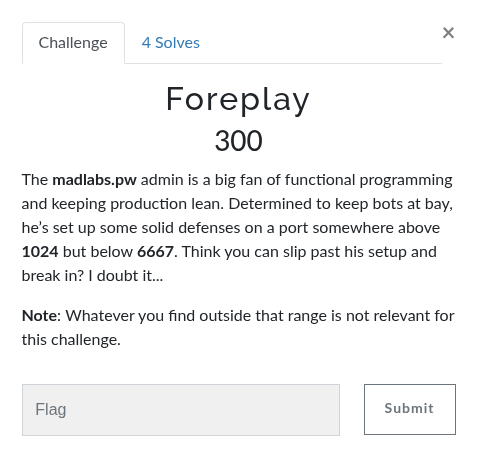 Challenge
4 Solves
×
Foreplay
300
The madlabs.pw admin is a big fan of functional programming
and keeping production lean. Determined to keep bots at bay,
he’s set up some solid defenses on a port somewhere above
1024 but below 6667. Think you can slip past his setup and
break in? I doubt it...
Note: Whatever you find outside that range is not relevant for
this challenge.
Flag
Submit